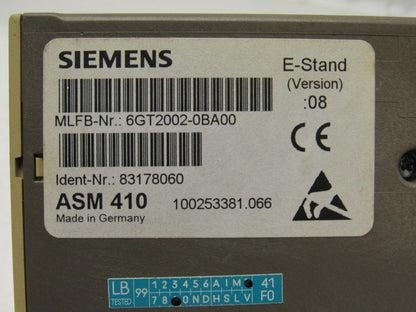 SIEMENS
E-Stand
(Version)
:08
MLFB-Nr.: 6GT2002-0BA00
CE
Ident-Nr.: 83178060
ASM 410 100253381.066
Made in Germany
LB 99 1 2 3 4 5 6 A I M 41
TESTED 7 8 0 N D H S L V F0